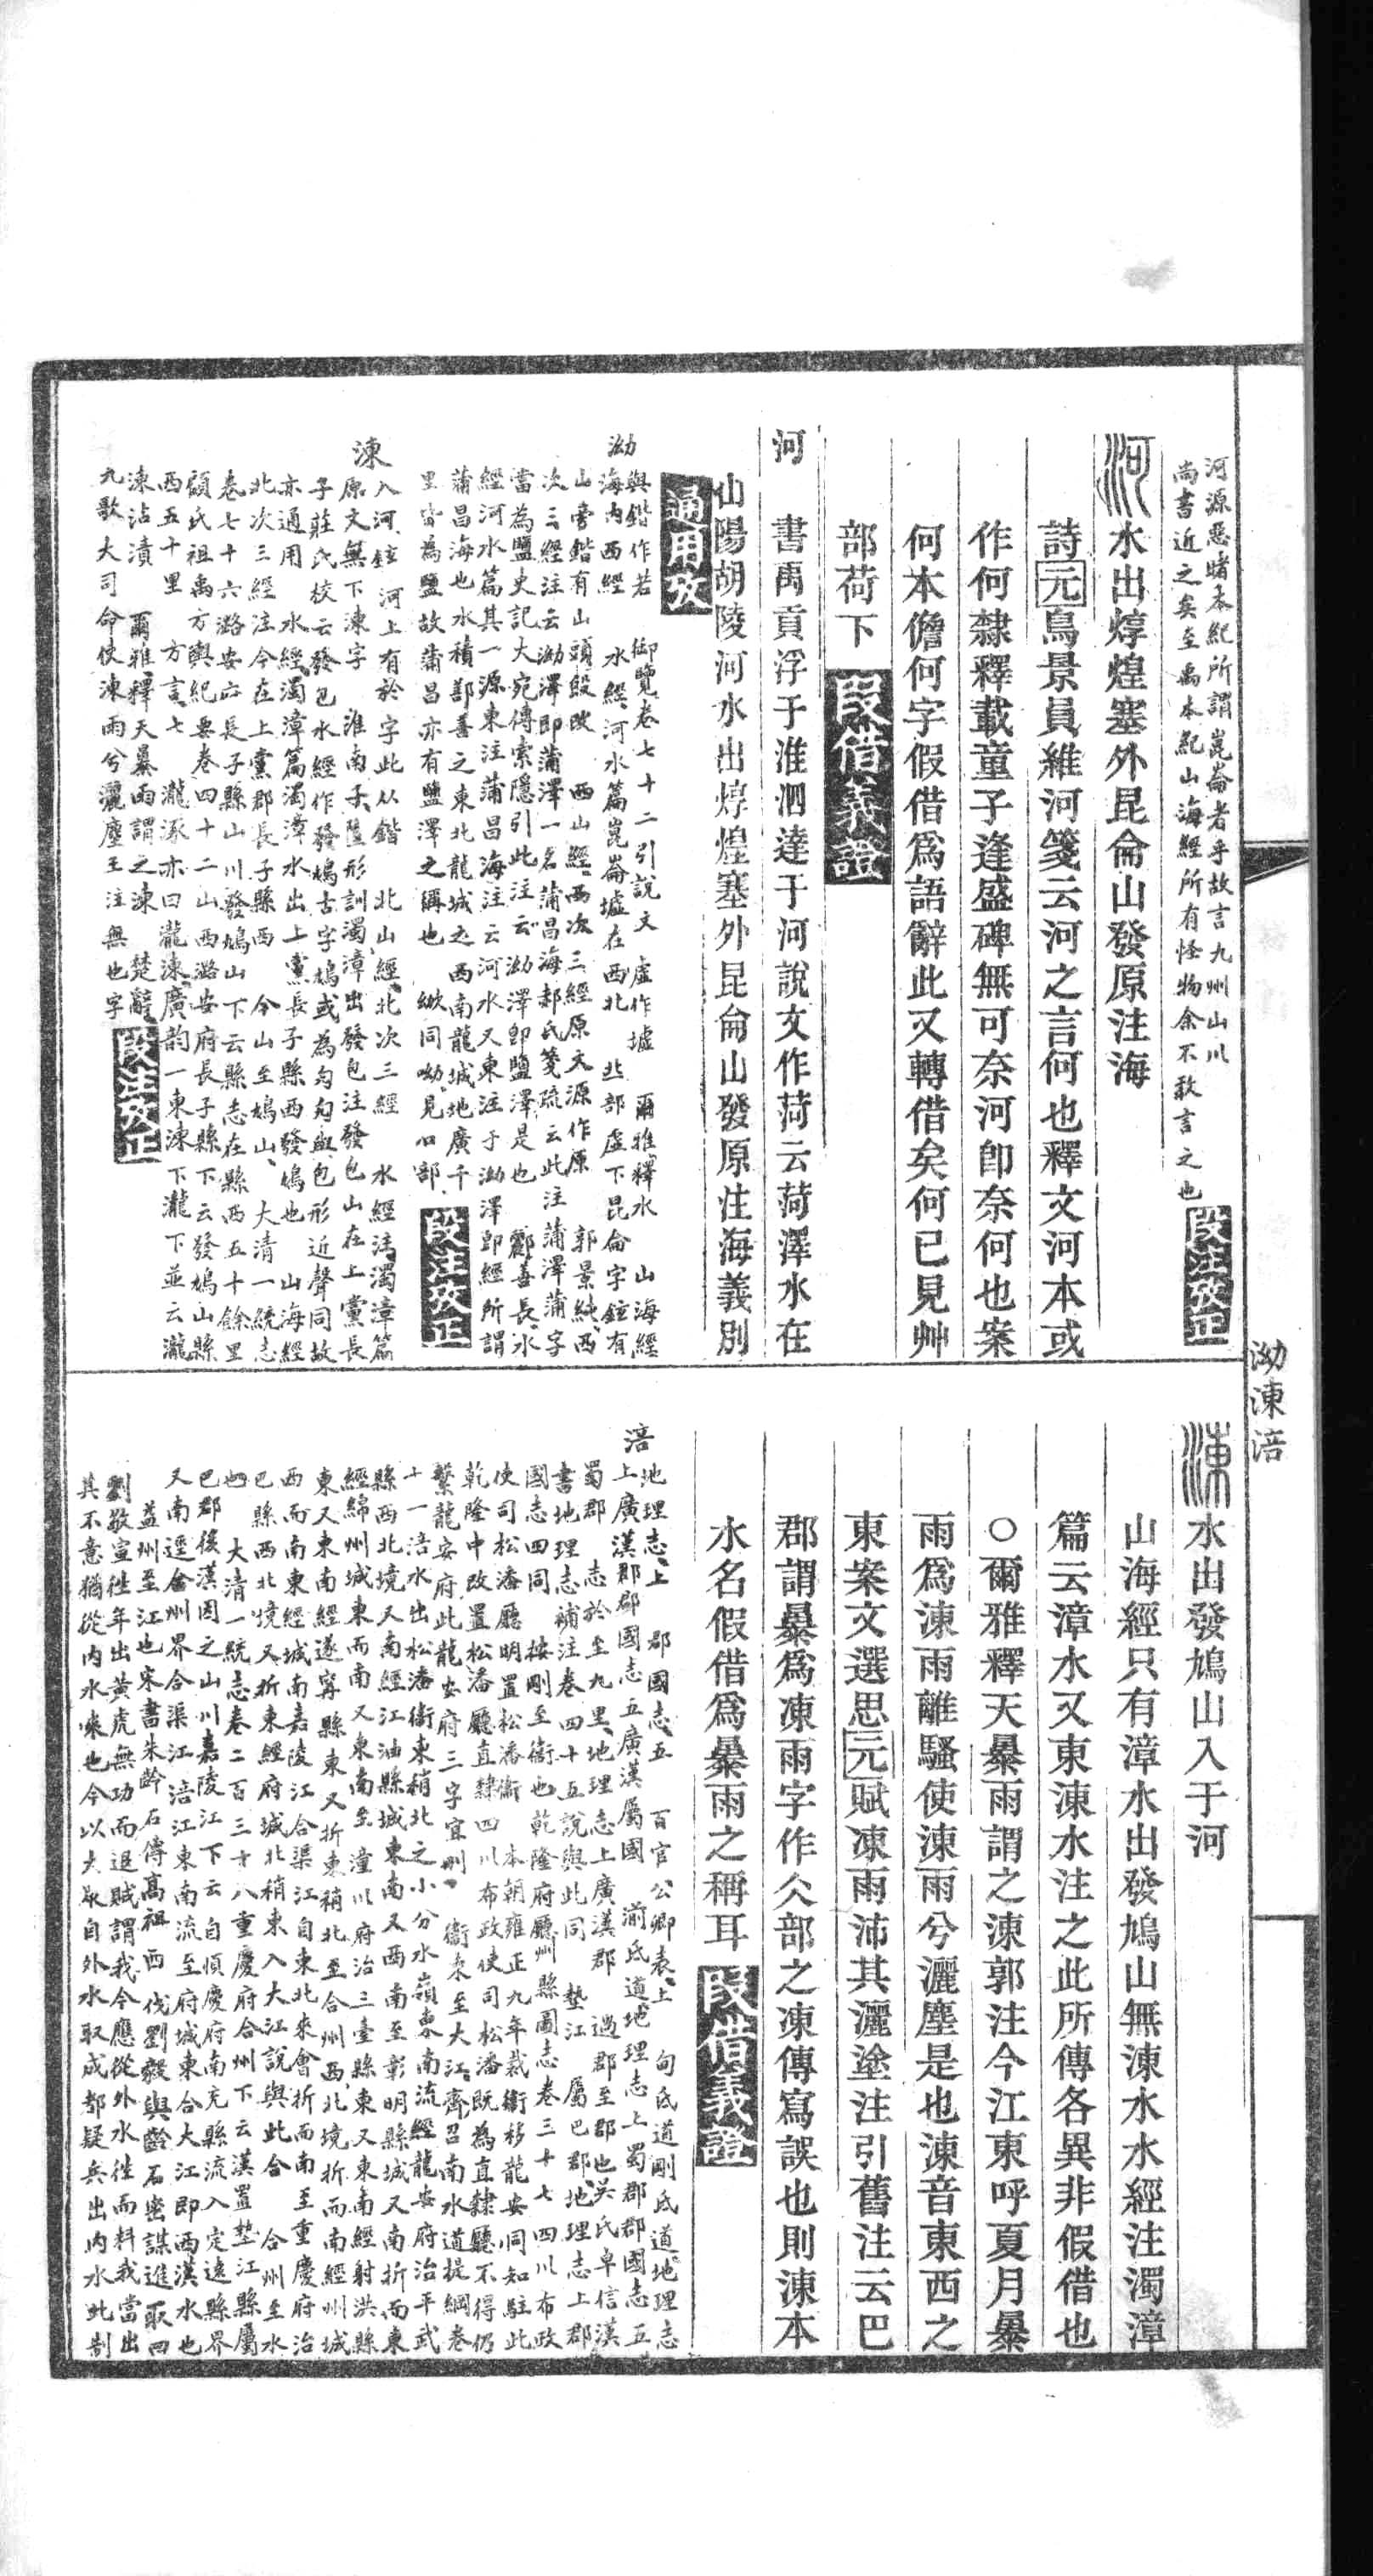 河源惡睹本紀所謂崑崙者乎故言九州山川
尚書近之矣至禹本紀山海經所有怪物余不敢言之也 段注攷正
河 水出焞煌塞外昆侖山發原注海
詩元鳥景員維河箋云河之言何也釋文河本或
作何隸釋載童子逢盛碑無可奈河卽奈何也案
何本儋何字假借爲語辭此又轉借矣何已見艸
部荷下 段借義證
河 書禹貢浮于淮泗達于河說文作菏云菏澤水在
山陽胡陵河水出焞煌塞外昆侖山發原注海義別
通用攷
泑
與鍇作若 御覽卷七十二引說文 虛作墟 爾雅釋水 山海經
海內西經 水經河水篇崑崙墟在西北 丠部虛下昆侖字鉉有
山旁鍇有山頭段改 西山經西次三經原文源作原 郭景純西
次三經注云泑澤即蒲澤一名蒲昌海郝氏箋疏云此注蒲澤蒲字
當為鹽史記大宛傳索隱引此注云泑澤即鹽澤是也 酈善長水
經河水篇其一源東注蒲昌海注云河水又東注于泑澤即經所謂
蒲昌海也水積鄯善之東北龍城之西南龍城地廣千
里皆為鹽故蒲昌亦有鹽澤之稱也 㘭同呦見口部 段注攷正
涷
入河鉉 河上有於字此从鍇 北山經北次三經 水經注濁漳篇
原文無下涷字 淮南子墬形訓濁漳出發包注發包山在上黨長
子莊氏校云發包水經作發鳩古字鳩或為勼勼與包形近聲同故
亦通用 水經濁漳篇濁漳水出上黨長子縣西發鳩也 山海經
北次三經注今在上黨郡長子縣西 今山至鳩山 大清一統志
卷七十六潞安府長子縣山川發鳩山下云縣志在縣西五十餘里
顧氏祖禹方輿紀要卷四十二山西潞安府長子縣下云發鳩山縣
西五十里 方言七 瀧涿亦曰瀧涷 廣韵一東涷下瀧下並云瀧
涷沾漬 爾雅釋天暴雨謂之涷 楚辭
九歌大司命使涷雨兮灑塵王注無也字 段注攷正
泑涷涪
涷 水出發鳩山入于河
山海經只有漳水出發鳩山無涷水水經注濁漳
篇云漳水又東涷水注之此所傳各異非假借也
○爾雅釋天暴雨謂之涷郭注今江東呼夏月暴
雨爲涷雨離騷使涷雨兮灑塵是也涷音東西之
東案文選思元賦凍雨沛其灑塗注引舊注云巴
郡謂暴爲凍雨字作仌部之凍傳寫誤也則涷本
水名假借爲暴雨之稱耳 段借義證
涪
地理志上 郡國志五 百官公卿表上 甸氐道剛氐道地理志
上廣漢郡郡國志五廣漢屬國 湔氐道地理志上蜀郡郡國志五
蜀郡 志於至九里地理志上廣漢郡 過郡至郡也吳氏卓信漢
書地理志補注卷四十五說與此同 墊江 屬巴郡地理志上郡
國志四同 按剛至衞也乾隆府廳州縣圖志卷三十七四川布政
使司松潘廳明置松潘衞 本朝雍正九年裁衞移龍安同知駐此
乾隆中改置松潘廳直隸四川布政使司松潘既為直隸廳不得仍
繫龍安府此龍安府三字宜刪 衞東至大江齊召南水道提綱卷
十一涪水出松潘衞東稍北之小分水嶺東南流經龍安府治平武
縣西北境又南經江油縣城東南又西南至彰明縣城又南折而東
經緜州城東而南又東南至潼川府治三臺縣東又東南經射洪縣
東又東南經遂寧縣東又折東稍北至合州西北境折而南經州城
西而南東經城南嘉陵江合渠江自東北來會折而南至重慶府治
巴縣西北境又折東經府城北稍東入大江說與此合 合州至水
也 大清一統志卷二百三十八重慶府合州下云漢置墊江縣屬
巴郡後漢因之山川嘉陵江下云自順慶府南充縣流入定遠縣界
又南逕合州界合渠江涪江東南流至府城東合大江即西漢水也
益州至江也宋書朱齡石傳高祖西伐劉毅與齡石密謀進取曰
劉敬宣往年出黃虎無功而退賊謂我今應從外水往而料我當出
其不意猶從內水來也今以大眾自外水取成都疑兵出內水此制